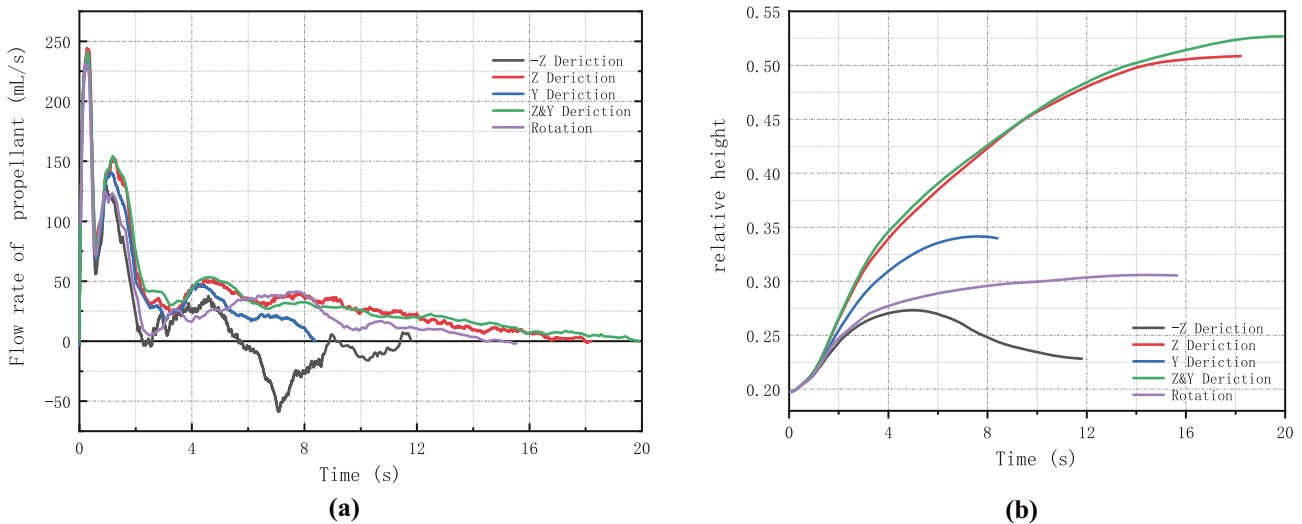 Flow rate of  propellant (mL/s)
250
200
150
100
50
0
−50
−Z Deriction
Z Deriction
Y Deriction
Z&Y Deriction
Rotation
0 4 8 12 16 20
Time (s)
(a)
relative height
0.55
0.50
0.45
0.40
0.35
0.30
0.25
0.20
−Z Deriction
Z Deriction
Y Deriction
Z&Y Deriction
Rotation
0 4 8 12 16 20
Time (s)
(b)